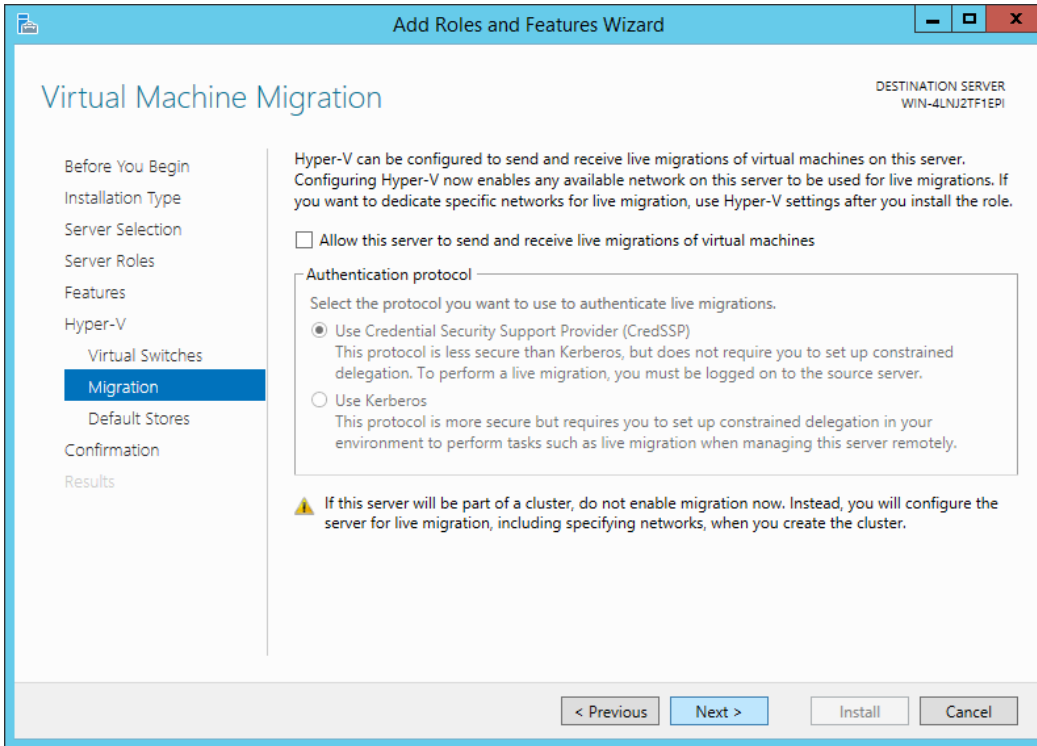 Add Roles and Features Wizard
Virtual Machine Migration
DESTINATION SERVER
WIN-4LNJ2TF1EPI
Before You Begin
Installation Type
Server Selection
Server Roles
Features
Hyper-V
Virtual Switches
Migration
Default Stores
Confirmation
Results
Hyper-V can be configured to send and receive live migrations of virtual machines on this server.
Configuring Hyper-V now enables any available network on this server to be used for live migrations. If
you want to dedicate specific networks for live migration, use Hyper-V settings after you install the role.
Allow this server to send and receive live migrations of virtual machines
Authentication protocol
Select the protocol you want to use to authenticate live migrations.
Use Credential Security Support Provider (CredSSP)
This protocol is less secure than Kerberos, but does not require you to set up constrained
delegation. To perform a live migration, you must be logged on to the source server.
Use Kerberos
This protocol is more secure but requires you to set up constrained delegation in your
environment to perform tasks such as live migration when managing this server remotely.
If this server will be part of a cluster, do not enable migration now. Instead, you will configure the
server for live migration, including specifying networks, when you create the cluster.
< Previous
Next >
Install
Cancel